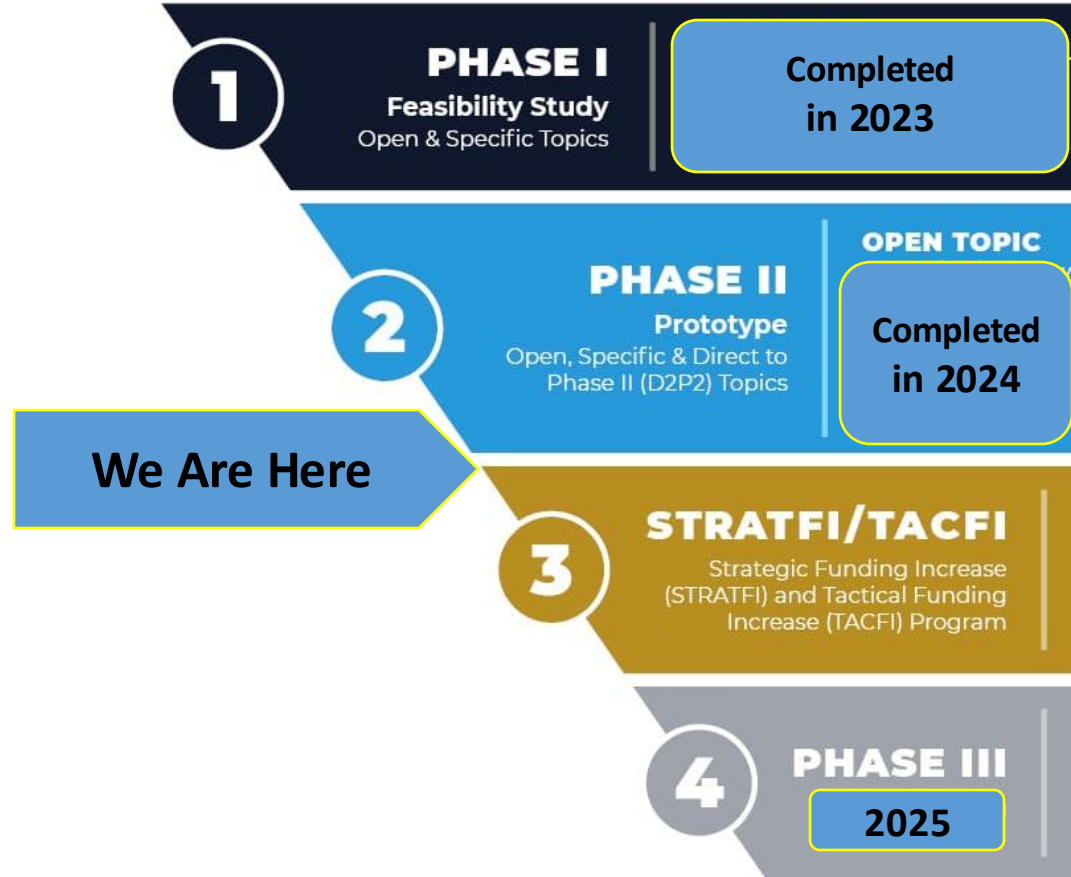 1
PHASE I
Feasibility Study
Open & Specific Topics
Completed
in 2023
2
PHASE II
Prototype
Open, Specific & Direct to
Phase II (D2P2) Topics
OPEN TOPIC
Completed
in 2024
We Are Here
3
STRATFI/TACFI
Strategic Funding Increase
(STRATFI) and Tactical Funding
Increase (TACFI) Program
4
PHASE III
2025